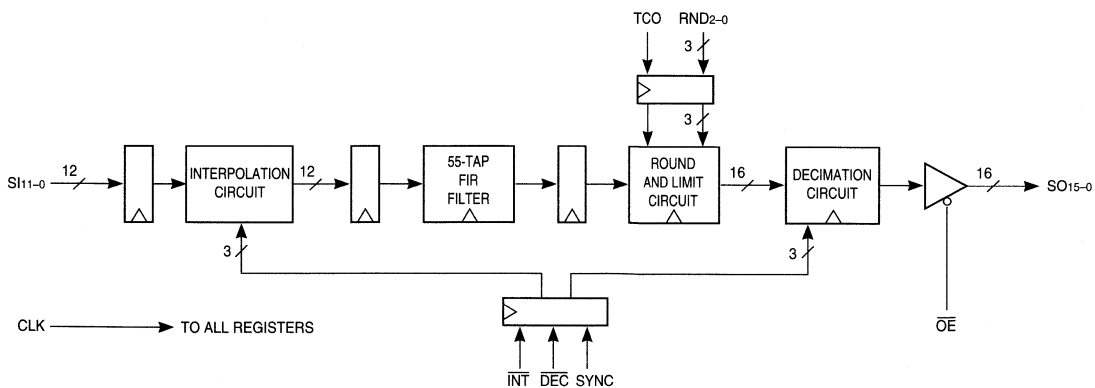 TCO RND2–0
3
3
SI11–0
12
INTERPOLATION
CIRCUIT
12
55-TAP
FIR
FILTER
ROUND
AND LIMIT
CIRCUIT
16
DECIMATION
CIRCUIT
16
SO15–0
3
3
CLK
TO ALL REGISTERS
OE
INT DEC SYNC